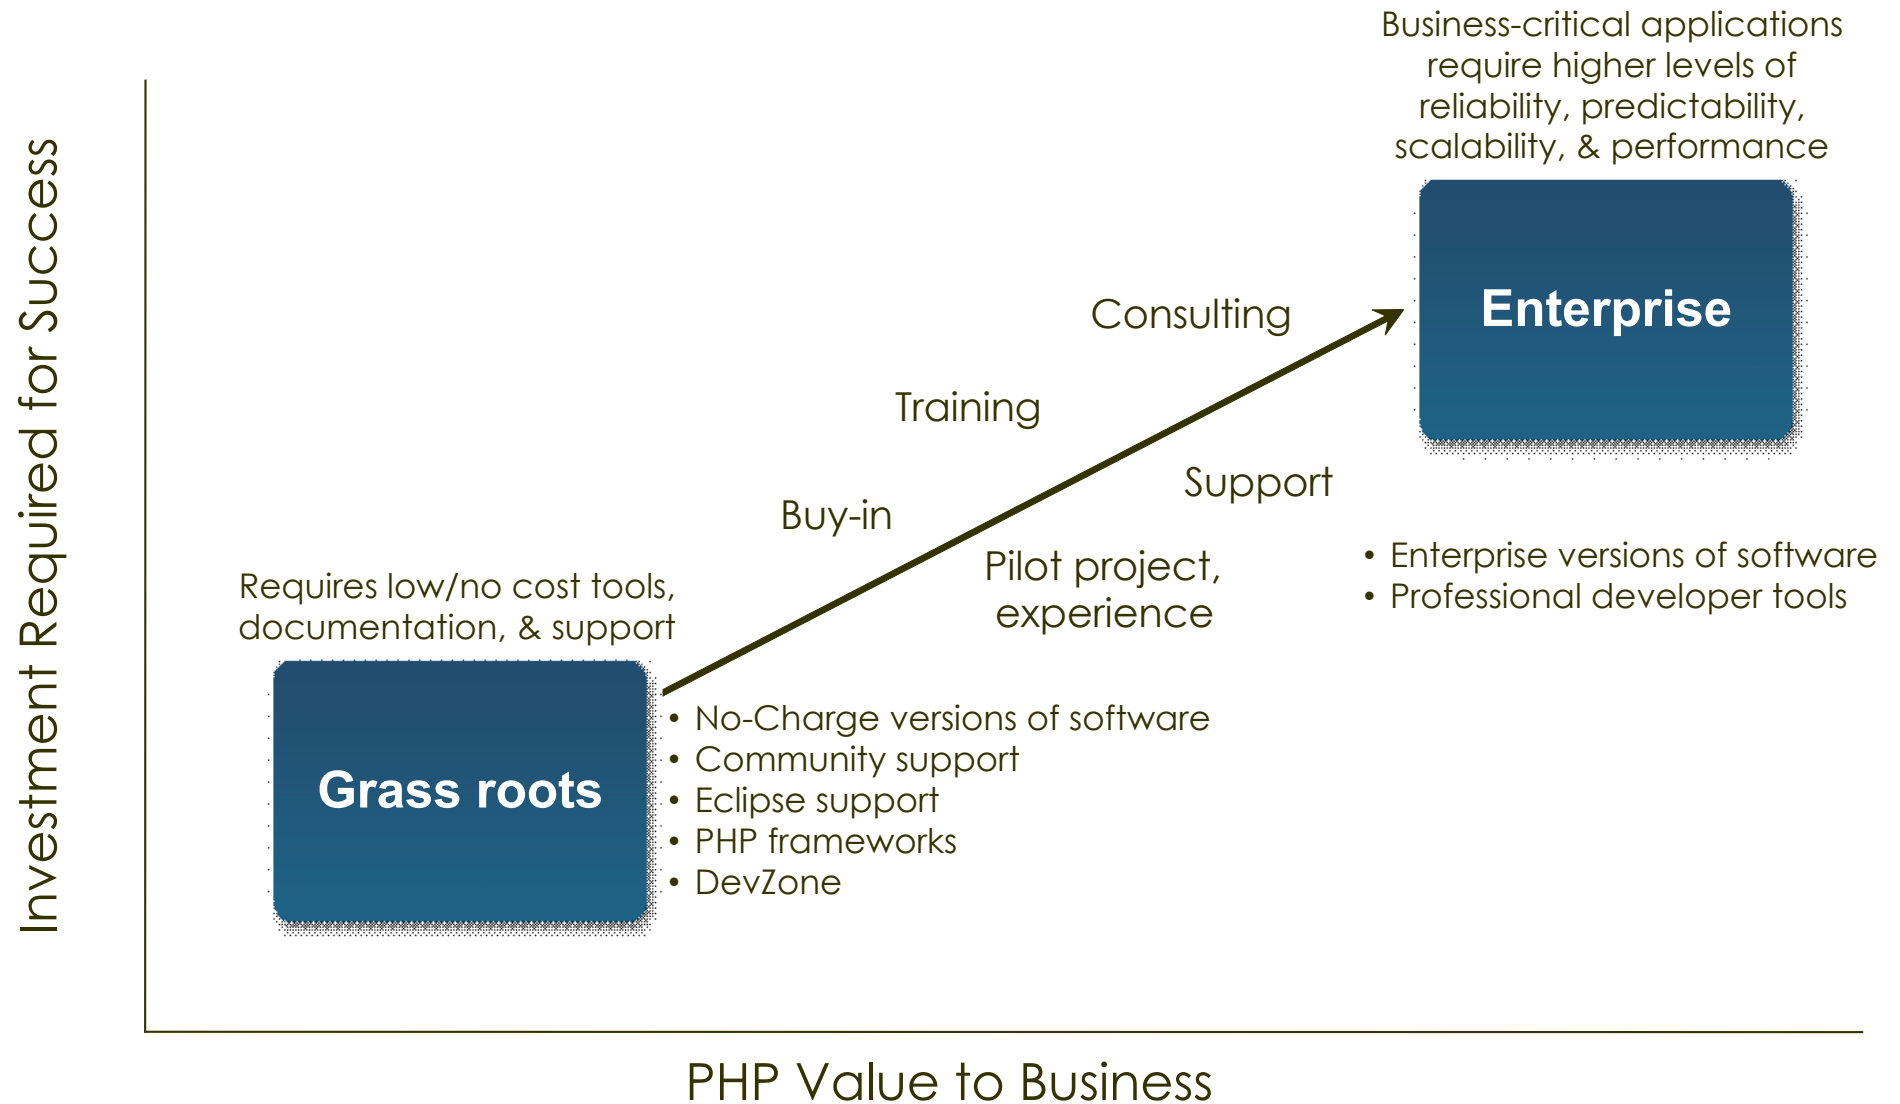 Business-critical applications
require higher levels of
reliability, predictability,
scalability, & performance
Enterprise
Consulting
Training
Support
Buy-in
Pilot project,
experience
• Enterprise versions of software
• Professional developer tools
Requires low/no cost tools,
documentation, & support
Grass roots
• No-Charge versions of software
• Community support
• Eclipse support
• PHP frameworks
• DevZone
Investment Required for Success
PHP Value to Business